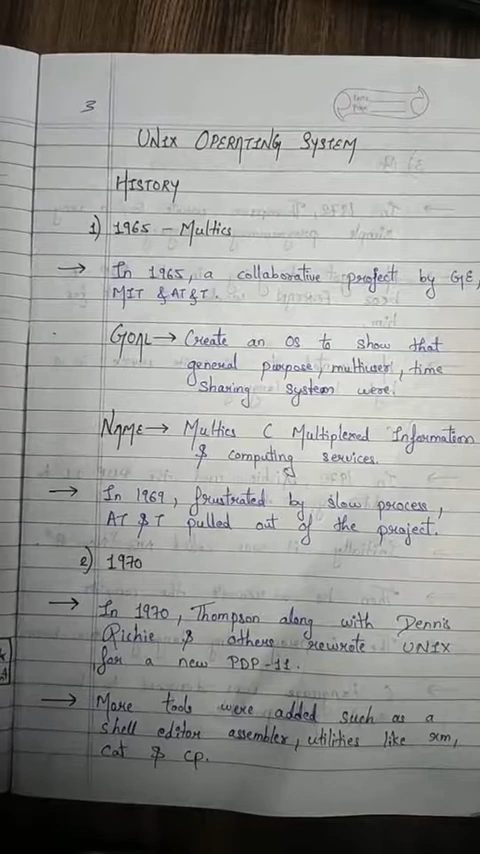 3
UNIX OPERATING SYSTEM
HISTORY
1) 1965 - Multics
→ In 1965, a collaborative project by GE,
MIT & AT&T.
GOAL → Create an OS to show that
general purpose, multiuser, time
sharing system were.
NAME → Multics C Multiplexed Information
& computing services.
→ In 1969, frustrated by slow process,
AT & T pulled out of the project.
2) 1970
→ In 1970, Thompson along with Dennis
Richie & others rewrote UNIX
for a new PDP-11.
→ More tools were added such as a
shell editor assembler, utilities like rm,
cat & cp.